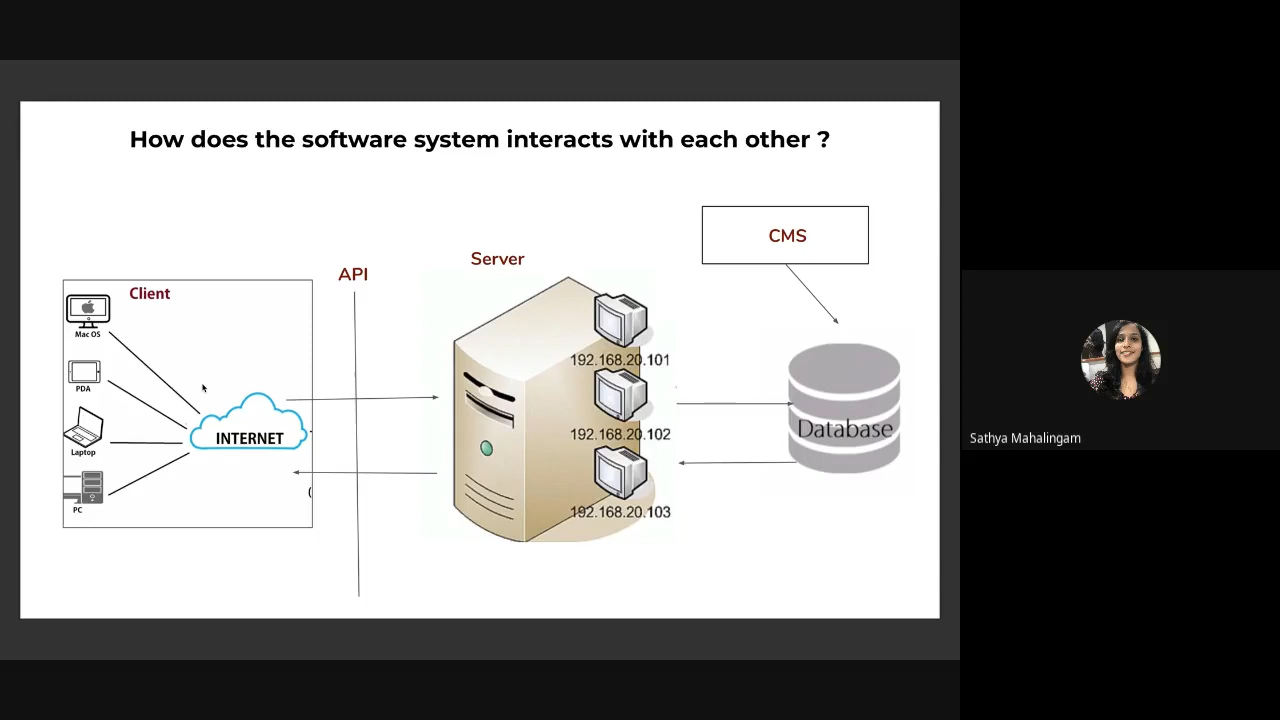 How does the software system interacts with each other ?
CMS
Server
API
Client
Mac OS
PDA
INTERNET
Laptop
PC
192.168.20.101
192.168.20.102
192.168.20.103
Database
Sathya Mahalingam